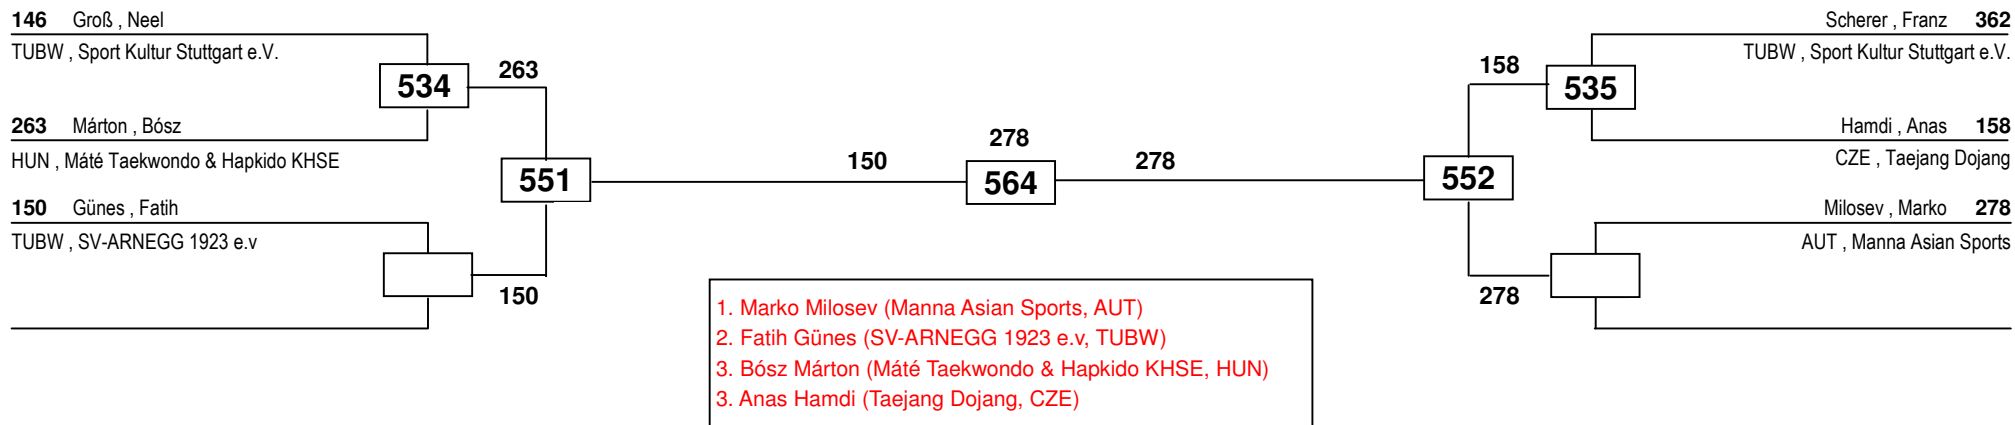 146 Groß , Neel
TUBW , Sport Kultur Stuttgart e.V.
534
263
263 Márton , Bósz
HUN , Máté Taekwondo & Hapkido KHSE
551
150 Günes , Fatih
TUBW , SV-ARNEGG 1923 e.v
150
150
278
564
278
Scherer , Franz 362
TUBW , Sport Kultur Stuttgart e.V.
158
535
Hamdi , Anas 158
CZE , Taejang Dojang
552
Milosev , Marko 278
AUT , Manna Asian Sports
278
1. Marko Milosev (Manna Asian Sports, AUT)
2. Fatih Günes (SV-ARNEGG 1923 e.v, TUBW)
3. Bósz Márton (Máté Taekwondo & Hapkido KHSE, HUN)
3. Anas Hamdi (Taejang Dojang, CZE)